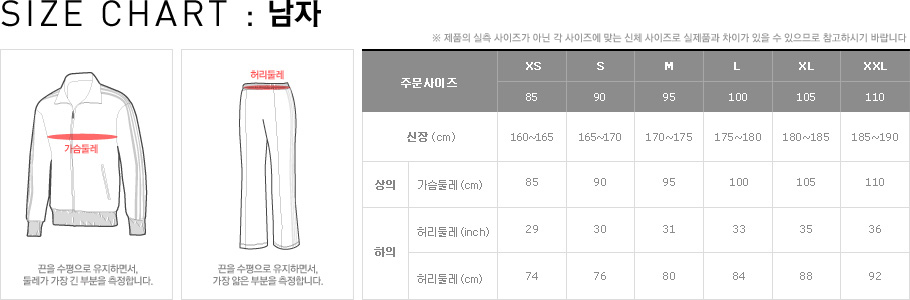 SIZE CHART : 남자
※ 제품의 실측 사이즈가 아닌 각 사이즈에 맞는 신체 사이즈로 실제품과 차이가 있을 수 있으므로 참고하시기 바랍니다
가슴둘레
끈을 수평으로 유지하면서,
둘레가 가장 긴 부분을 측정합니다.
허리둘레
끈을 수평으로 유지하면서,
가장 얇은 부분을 측정합니다.
주문사이즈 XS S M L XL XXL
85 90 95 100 105 110
신장 (cm) 160~165 165~170 170~175 175~180 180~185 185~190
상의 가슴둘레 (cm) 85 90 95 100 105 110
하의 허리둘레 (inch) 29 30 31 33 35 36
허리둘레 (cm) 74 76 80 84 88 92